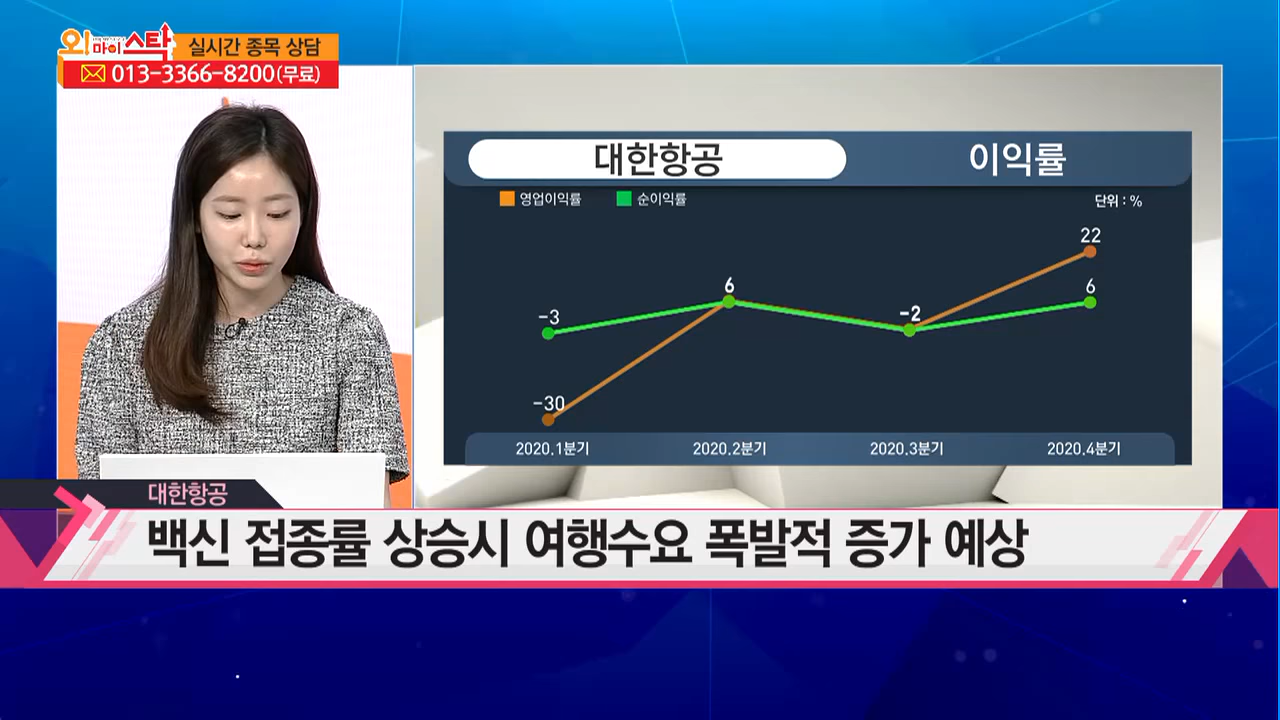 오! 마이 스탁 실시간 종목 상담
013-3366-8200(무료)
대한항공 이익률
영업이익률 순이익률 단위 : %
22
6
6
-3
-2
-30
2020.1분기 2020.2분기 2020.3분기 2020.4분기
대한항공
백신 접종률 상승시 여행수요 폭발적 증가 예상